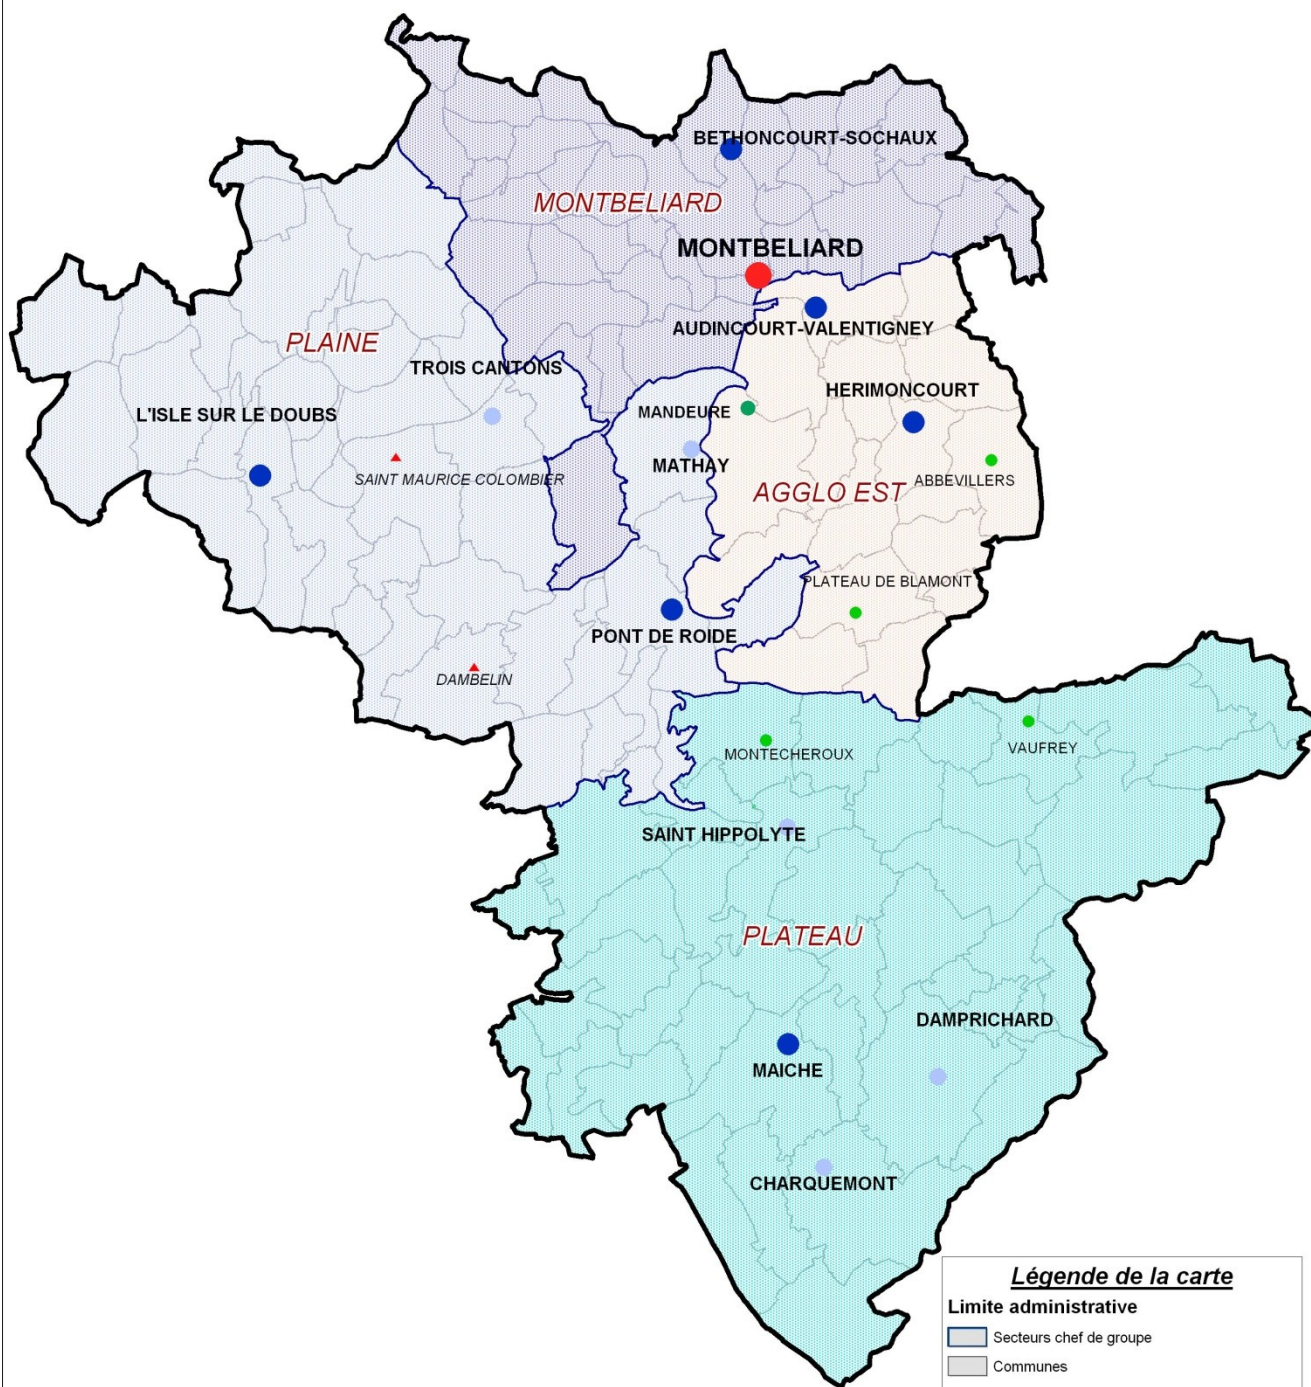 BETHONCOURT-SOCHAUX
MONTBELIARD
MONTBELIARD
AUDINCOURT-VALENTIGNEY
PLAINE
TROIS CANTONS
HERIMONCOURT
L'ISLE SUR LE DOUBS
MANDEURE
MATHAY
SAINT MAURICE COLOMBIER
AGGLO EST
ABBEVILLERS
PLATEAU DE BLAMONT
PONT DE ROIDE
DAMBELIN
MONTECHEROUX
VAUFREY
SAINT HIPPOLYTE
PLATEAU
DAMPRICHARD
MAICHE
CHARQUEMONT
Légende de la carte
Limite administrative
Secteurs chef de groupe
Communes